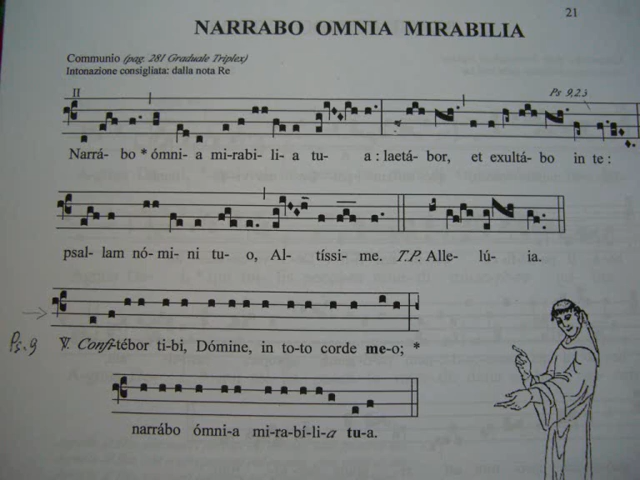 21
NARRABO OMNIA MIRABILIA
Communio (pag. 281 Graduale Triplex)
Intonazione consigliata: dalla nota Re
II Ps 9,23
Narrá- bo * ómni- a mi-rabi- li- a tu- a : laetá- bor, et exultá- bo in te :
psal- lam nó- mi- ni tu- o, Al- tíssi- me. T.P. Alle- lú- ia.
Ps. 9 V. Confi-tébor ti-bi, Dómine, in to-to corde me-o; *
narrábo ómni-a mi-ra-bí-li-a tu-a.